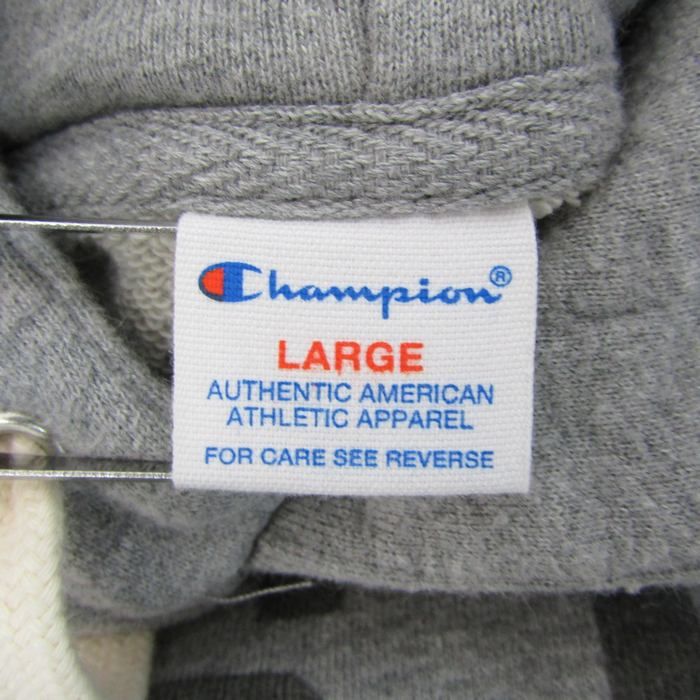 Champion®
LARGE
AUTHENTIC AMERICAN
ATHLETIC APPAREL
FOR CARE SEE REVERSE